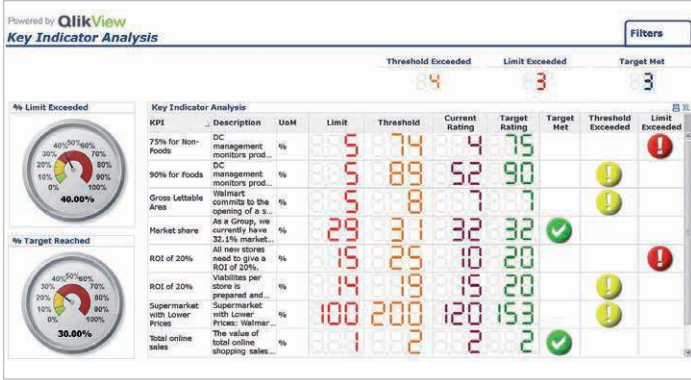 Powered by QlikView
Key Indicator Analysis
Filters
Threshold Exceeded Limit Exceeded Target Met
4 3 3
% Limit Exceeded
0% 10% 20% 30% 40% 50% 60% 70% 80% 90% 100%
40.00%
% Target Reached
0% 10% 20% 30% 40% 50% 60% 70% 80% 90% 100%
30.00%
Key Indicator Analysis
XL
KPI Description UoM Limit Threshold Current Rating Target Rating Target Met Threshold Exceeded Limit Exceeded
75% for Non-Foods DC management monitors prod... % 5 74 4 75
90% for Foods DC management monitors prod... % 5 89 52 90
Gross Lettable Area Walmart commits to the opening of a s... % 5 8 7 7
Market share As a Group, we currently have 32.1% market... % 29 31 32 32
ROI of 20% All new stores need to give a ROI of 20%. % 15 25 10 20
ROI of 20% Viabilites per store is prepared and... % 14 19 15 20
Supermarket with Lower Prices Supermarket with Lower Prices: Walmar... % 100 200 120 153
Total online sales The value of total online shopping sales... % 1 2 2 2